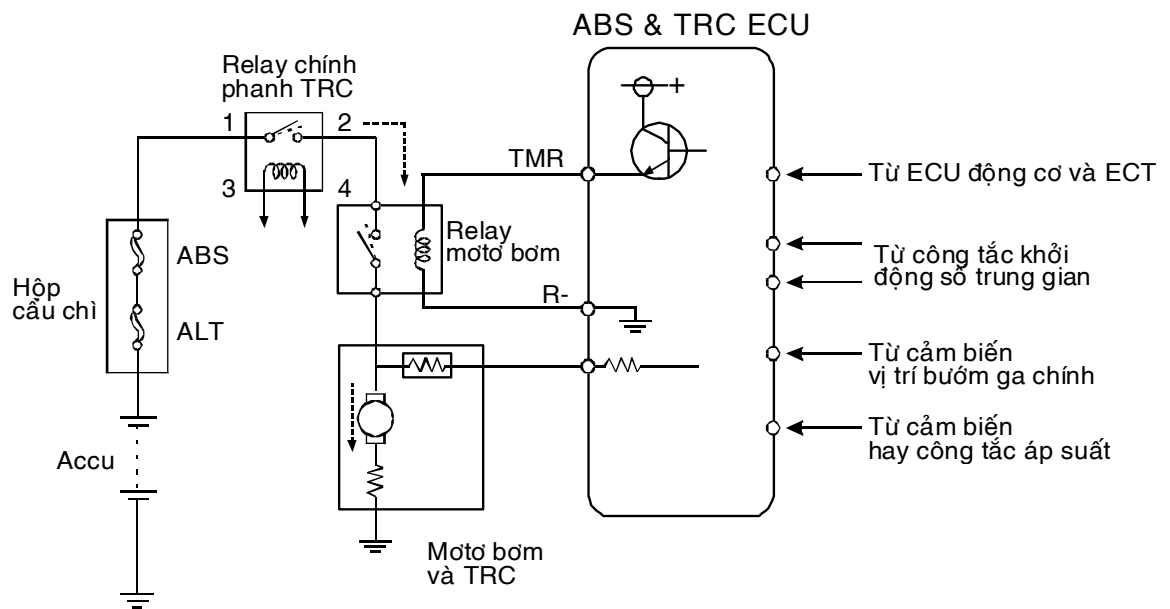 ABS & TRC ECU
Relay chính
phanh TRC
1
2
3
4
TMR
Relay
mơtơ bơm
R-
ABS
ALT
Hộp
cầu chì
Accu
Mơtơ bơm
và TRC
+
Từ ECU động cơ và ECT
Từ công tắc khởi
động số trung gian
Từ cảm biến
vị trí bướm ga chính
Từ cảm biến
hay công tắc áp suất